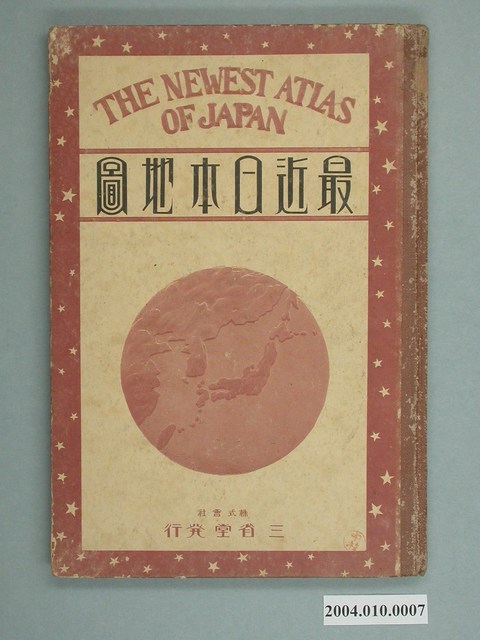 THE NEWEST ATLAS
OF JAPAN
最近日本地圖
株式會社
三省堂発行
2004.010.0007